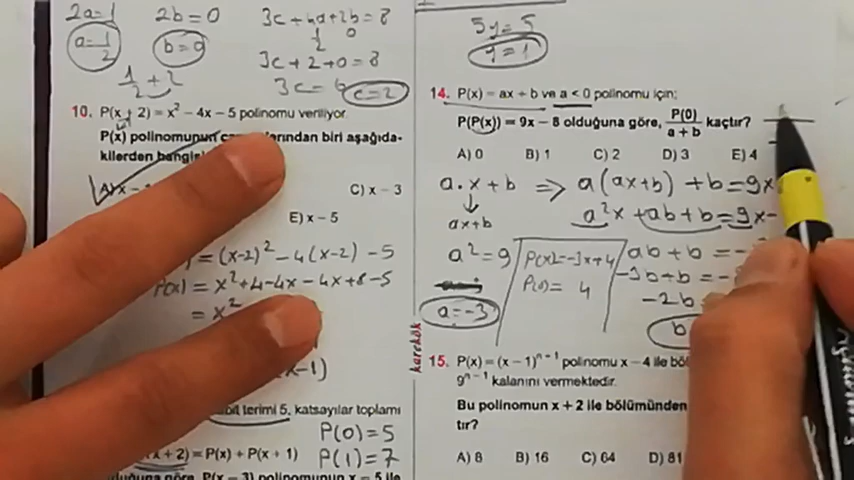 2a=1 2b=0 3c+4a+2b=8
a=1/2 b=0 3c+2+0=8
3c=6 c=2
10. P(x + 2) = x² − 4x − 5 polinomu veriliyor.
P(x) polinomunun
kilerden
C) x − 3
E) x − 5
= (x-2)² - 4(x-2) - 5
P(x) = x²+4-4x-4x+8-5
= x²
x-1)
terimi 5, katsayılar toplamı
P(0)=5
x+2) = P(x) + P(x + 1) P(1)=7
5y=5
y=1
14. P(x) = ax + b ve a < 0 polinomu için;
P(P(x)) = 9x − 8 olduğuna göre, P(0)/(a + b) kaçtır?
A) 0 B) 1 C) 2 D) 3 E) 4
a.x+b => a(ax+b)+b=9x
ax+b a²x+ab+b=9x-
a²=9 P(x)=-3x+4 ab+b=-
P(0)= 4 -3b+b=-
a=-3 -2b
b
karekök
15. P(x) = (x − 1)ⁿ⁺¹ polinomu x − 4 ile
9ⁿ⁻¹ kalanını vermektedir.
Bu polinomun x + 2 ile bölümünden
tır?
A) 8 B) 16 C) 64 D) 81